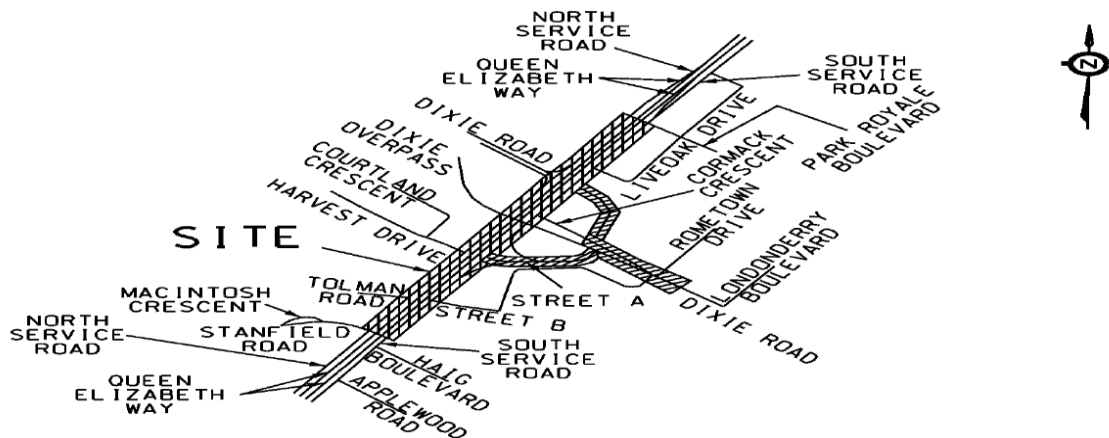 NORTH
SERVICE
ROAD
QUEEN
ELIZABETH
WAY
SOUTH
SERVICE
ROAD
N
DIXIE ROAD
DIXIE
OVERPASS
COURTLAND
CRESCENT
HARVEST DRIVE
LIVEOAK DRIVE
CORMACK
CRESCENT
PARK ROYALE
BOULEVARD
ROMETOWN
DRIVE
LONDONDERRY
BOULEVARD
SITE
TOLMAN
ROAD
STREET A
STREET B
DIXIE ROAD
MACINTOSH
CRESCENT
STANFIELD
ROAD
NORTH
SERVICE
ROAD
SOUTH
SERVICE
ROAD
HAIG
BOULEVARD
QUEEN
ELIZABETH
WAY
APPLEWOOD
ROAD